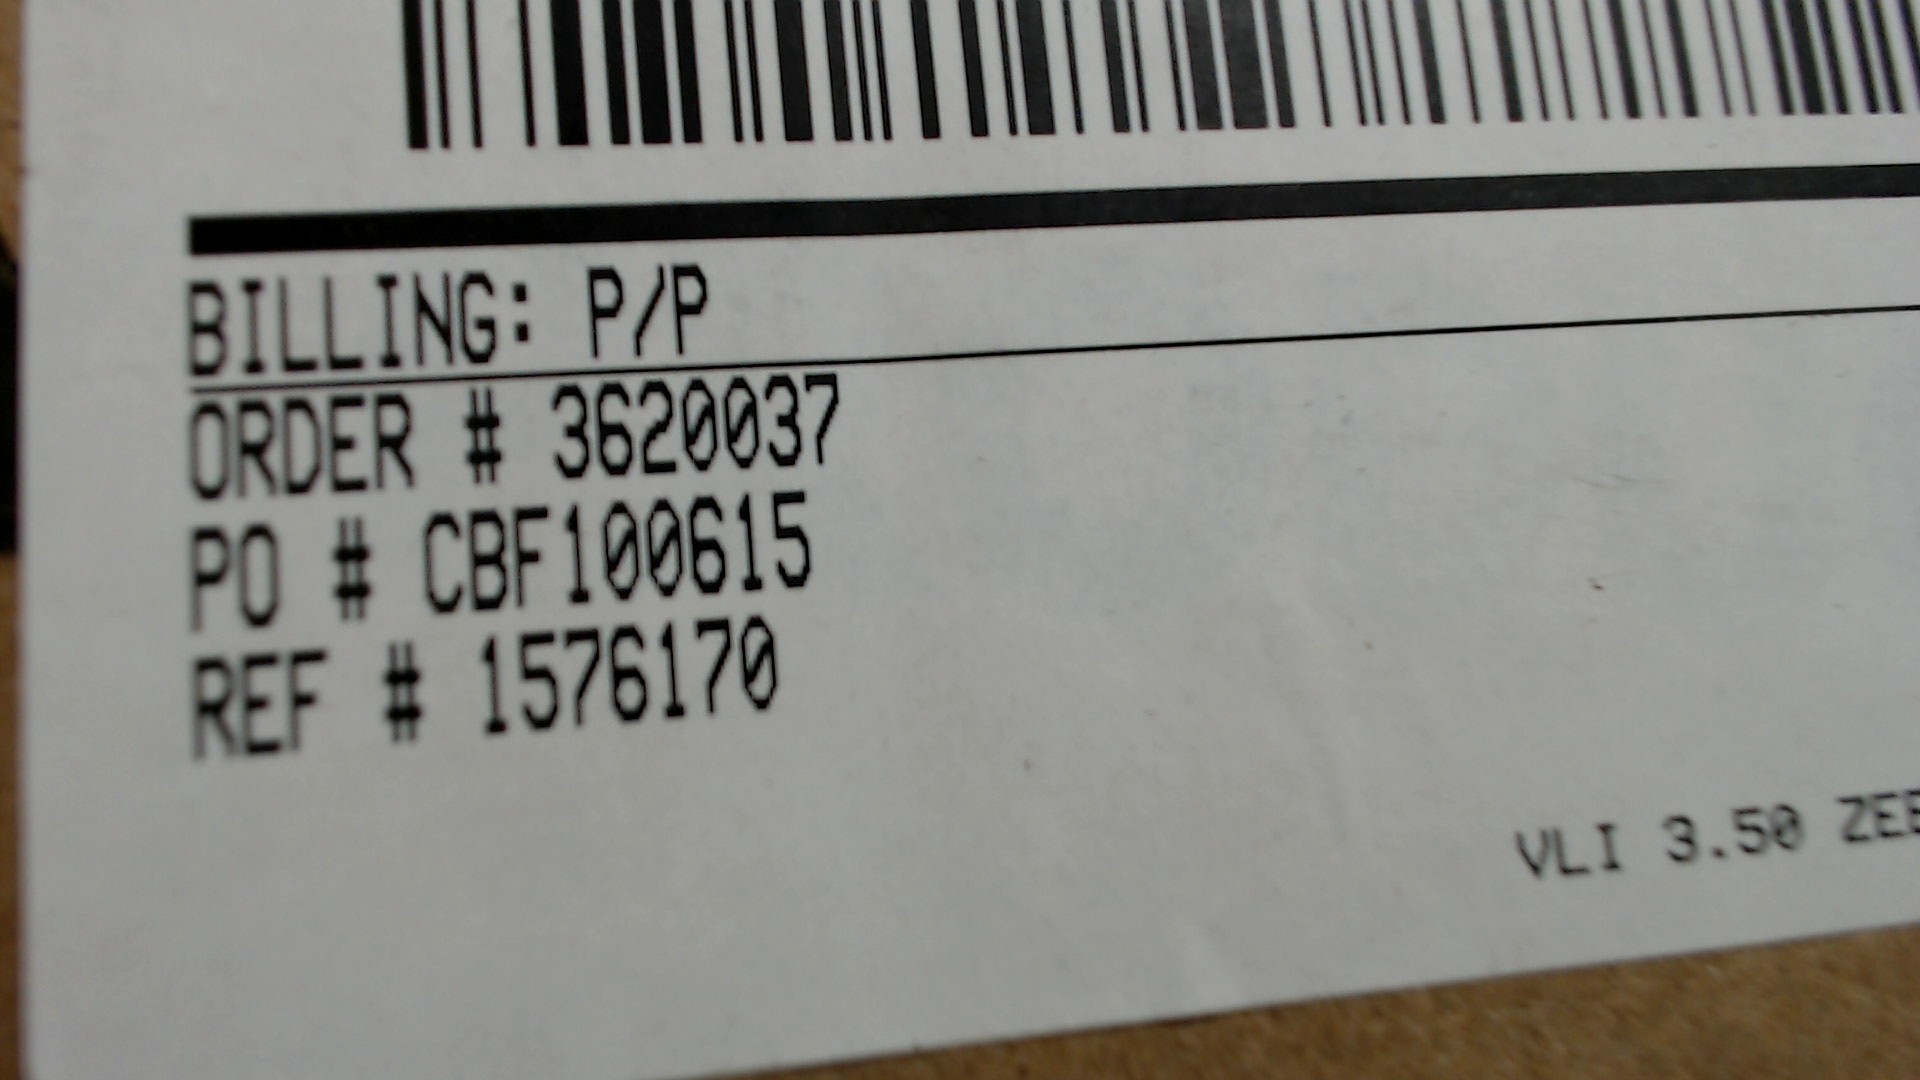 BILLING: P/P
ORDER # 3620037
PO # CBF100615
REF # 1576170
VLI 3.50